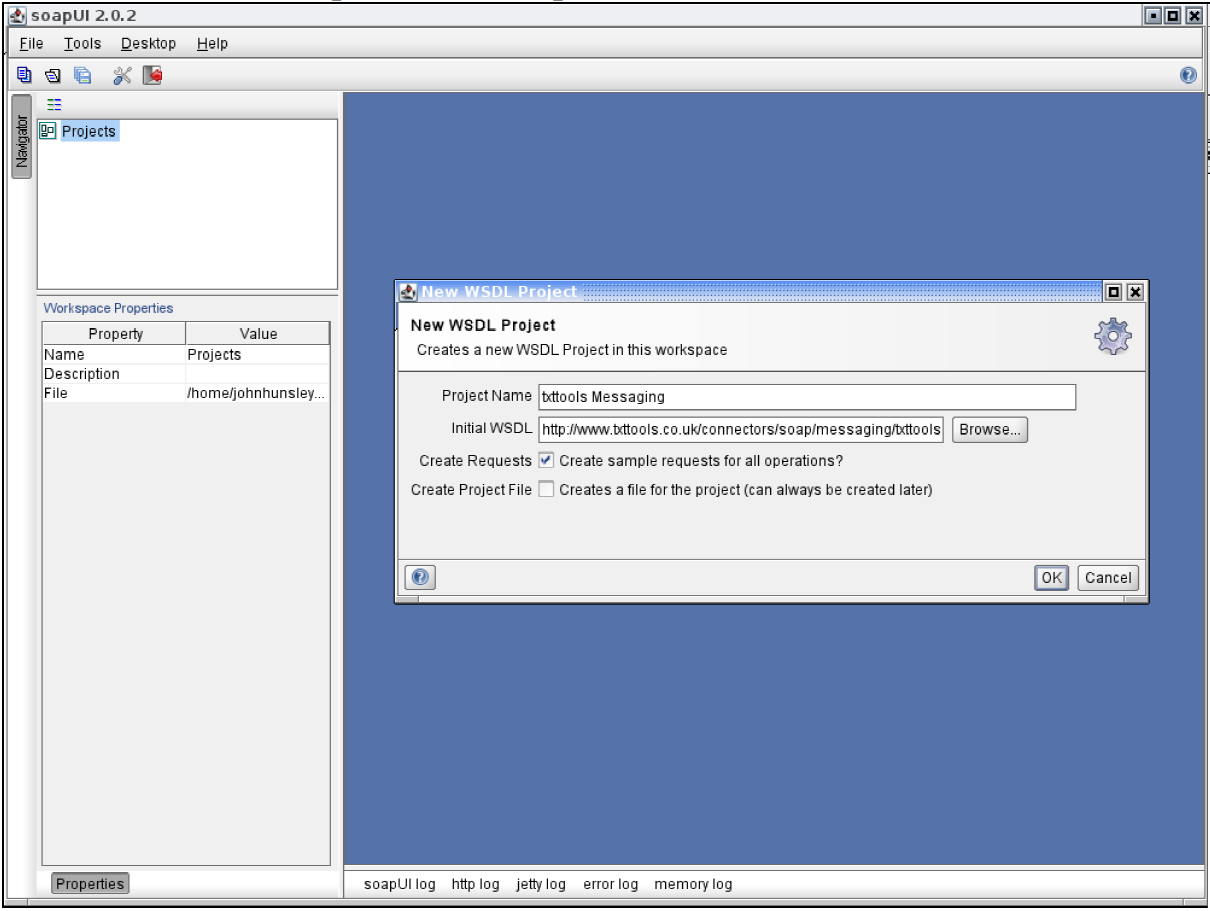 soapUI 2.0.2
File Tools Desktop Help
Navigator
Projects
Workspace Properties
Property Value
Name Projects
Description
File /home/johnhunsley...
New WSDL Project
New WSDL Project
Creates a new WSDL Project in this workspace
Project Name txttools Messaging
Initial WSDL http://www.txttools.co.uk/connectors/soap/messaging/txttools Browse...
Create Requests Create sample requests for all operations?
Create Project File Creates a file for the project (can always be created later)
OK Cancel
Properties
soapUI log http log jetty log error log memory log